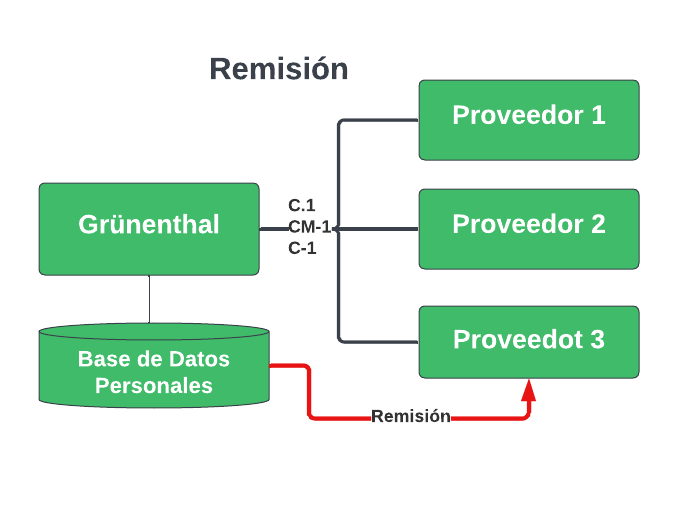 Remisión
Proveedor 1
Grünenthal
C.1
CM-1
C-1
Proveedor 2
Proveedot 3
Base de Datos
Personales
Remisión